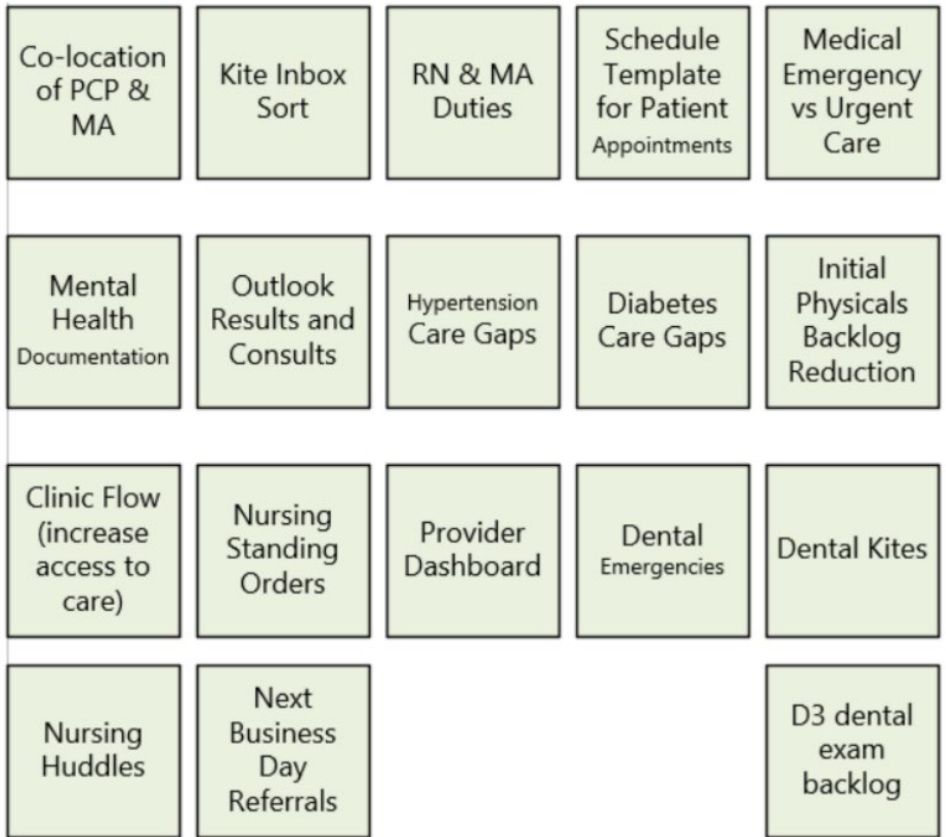 Co-location
of PCP &
MA
Kite Inbox
Sort
RN & MA
Duties
Schedule
Template
for Patient
Appointments
Medical
Emergency
vs Urgent
Care
Mental
Health
Documentation
Outlook
Results and
Consults
Hypertension
Care Gaps
Diabetes
Care Gaps
Initial
Physicals
Backlog
Reduction
Clinic Flow
(increase
access to
care)
Nursing
Standing
Orders
Provider
Dashboard
Dental
Emergencies
Dental Kites
Nursing
Huddles
Next
Business
Day
Referrals
D3 dental
exam
backlog